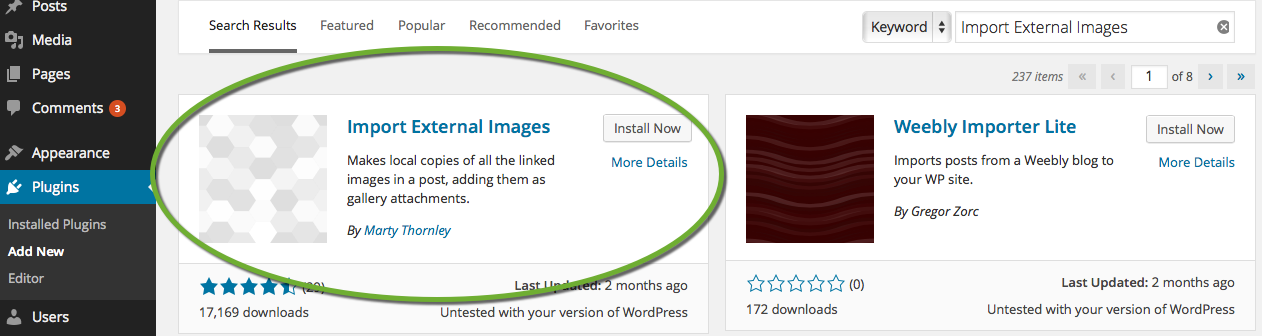 Posts
Media
Pages
Comments 3
Appearance
Plugins
Installed Plugins
Add New
Editor
Users
Search Results Featured Popular Recommended Favorites Keyword Import External Images
237 items « ‹ 1 of 8 › »
Import External Images Install Now
More Details
Makes local copies of all the linked
images in a post, adding them as
gallery attachments.
By Marty Thornley
Last Updated: 2 months ago
17,169 downloads Untested with your version of WordPress
Weebly Importer Lite Install Now
More Details
Imports posts from a Weebly blog to
your WP site.
By Gregor Zorc
(0) Last Updated: 2 months ago
172 downloads Untested with your version of WordPress